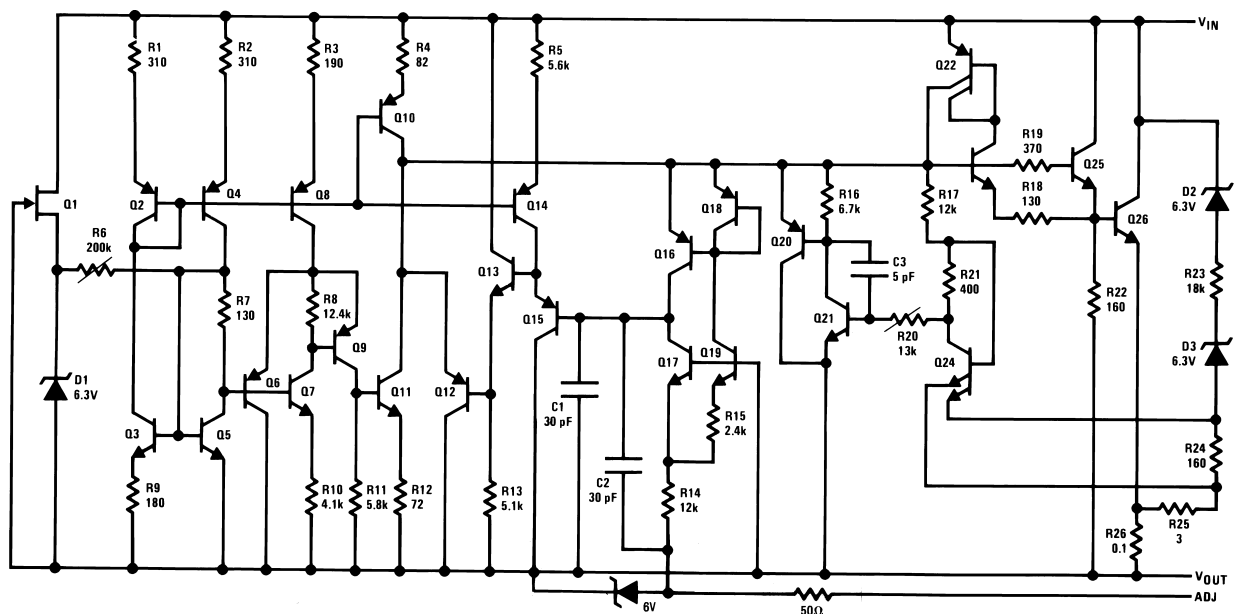 VIN
R1
310
R2
310
R3
190
R4
82
R5
5.6k
Q22
Q10
R19
370
Q25
R18
130
Q1
Q2
Q4
Q8
Q14
Q18
R16
6.7k
R17
12k
Q26
D2
6.3V
R6
200k
Q13
Q16
Q20
C3
5 pF
R21
400
R7
130
R8
12.4k
Q15
Q21
R22
160
R23
18k
Q9
Q17
Q19
R20
13k
Q24
D3
6.3V
D1
6.3V
Q6
Q7
Q11
Q12
C1
30 pF
R15
2.4k
Q3
Q5
R24
160
C2
30 pF
R9
180
R10
4.1k
R11
5.8k
R12
72
R13
5.1k
R14
12k
R25
3
R26
0.1
VOUT
6V
50Ω
ADJ